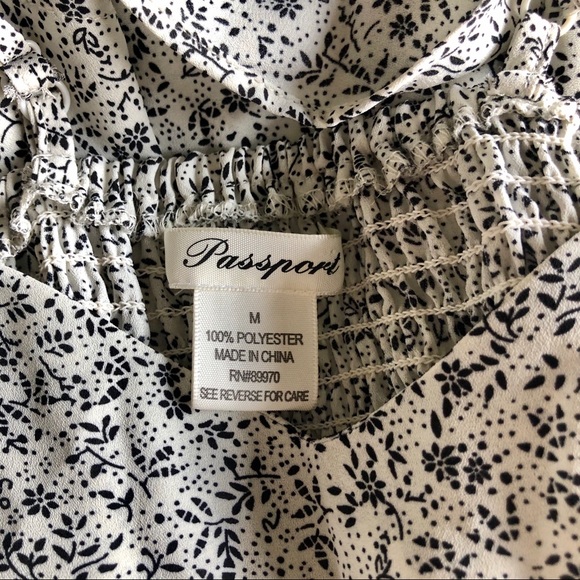 Passport
M
100% POLYESTER
MADE IN CHINA
RN#89970
SEE REVERSE FOR CARE